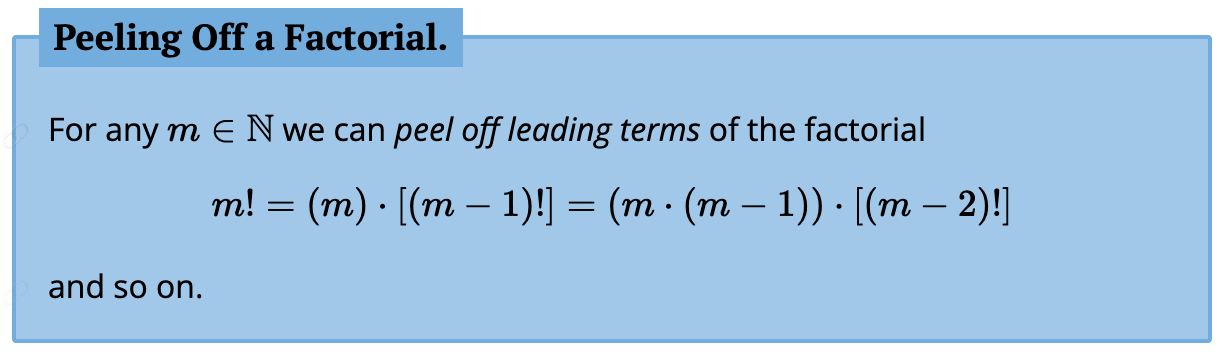 Peeling Off a Factorial.
For any m ∈ ℕ we can peel off leading terms of the factorial
m! = (m) · [(m − 1)!] = (m · (m − 1)) · [(m − 2)!]
and so on.